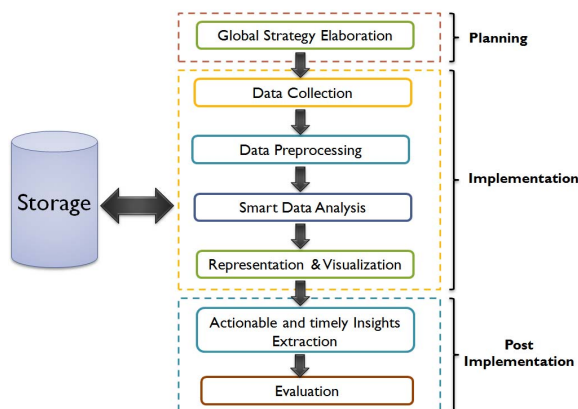 Global Strategy Elaboration
Planning
Data Collection
Data Preprocessing
Implementation
Storage
Smart Data Analysis
Representation & Visualization
Actionable and timely Insights
Extraction
Post
Implementation
Evaluation